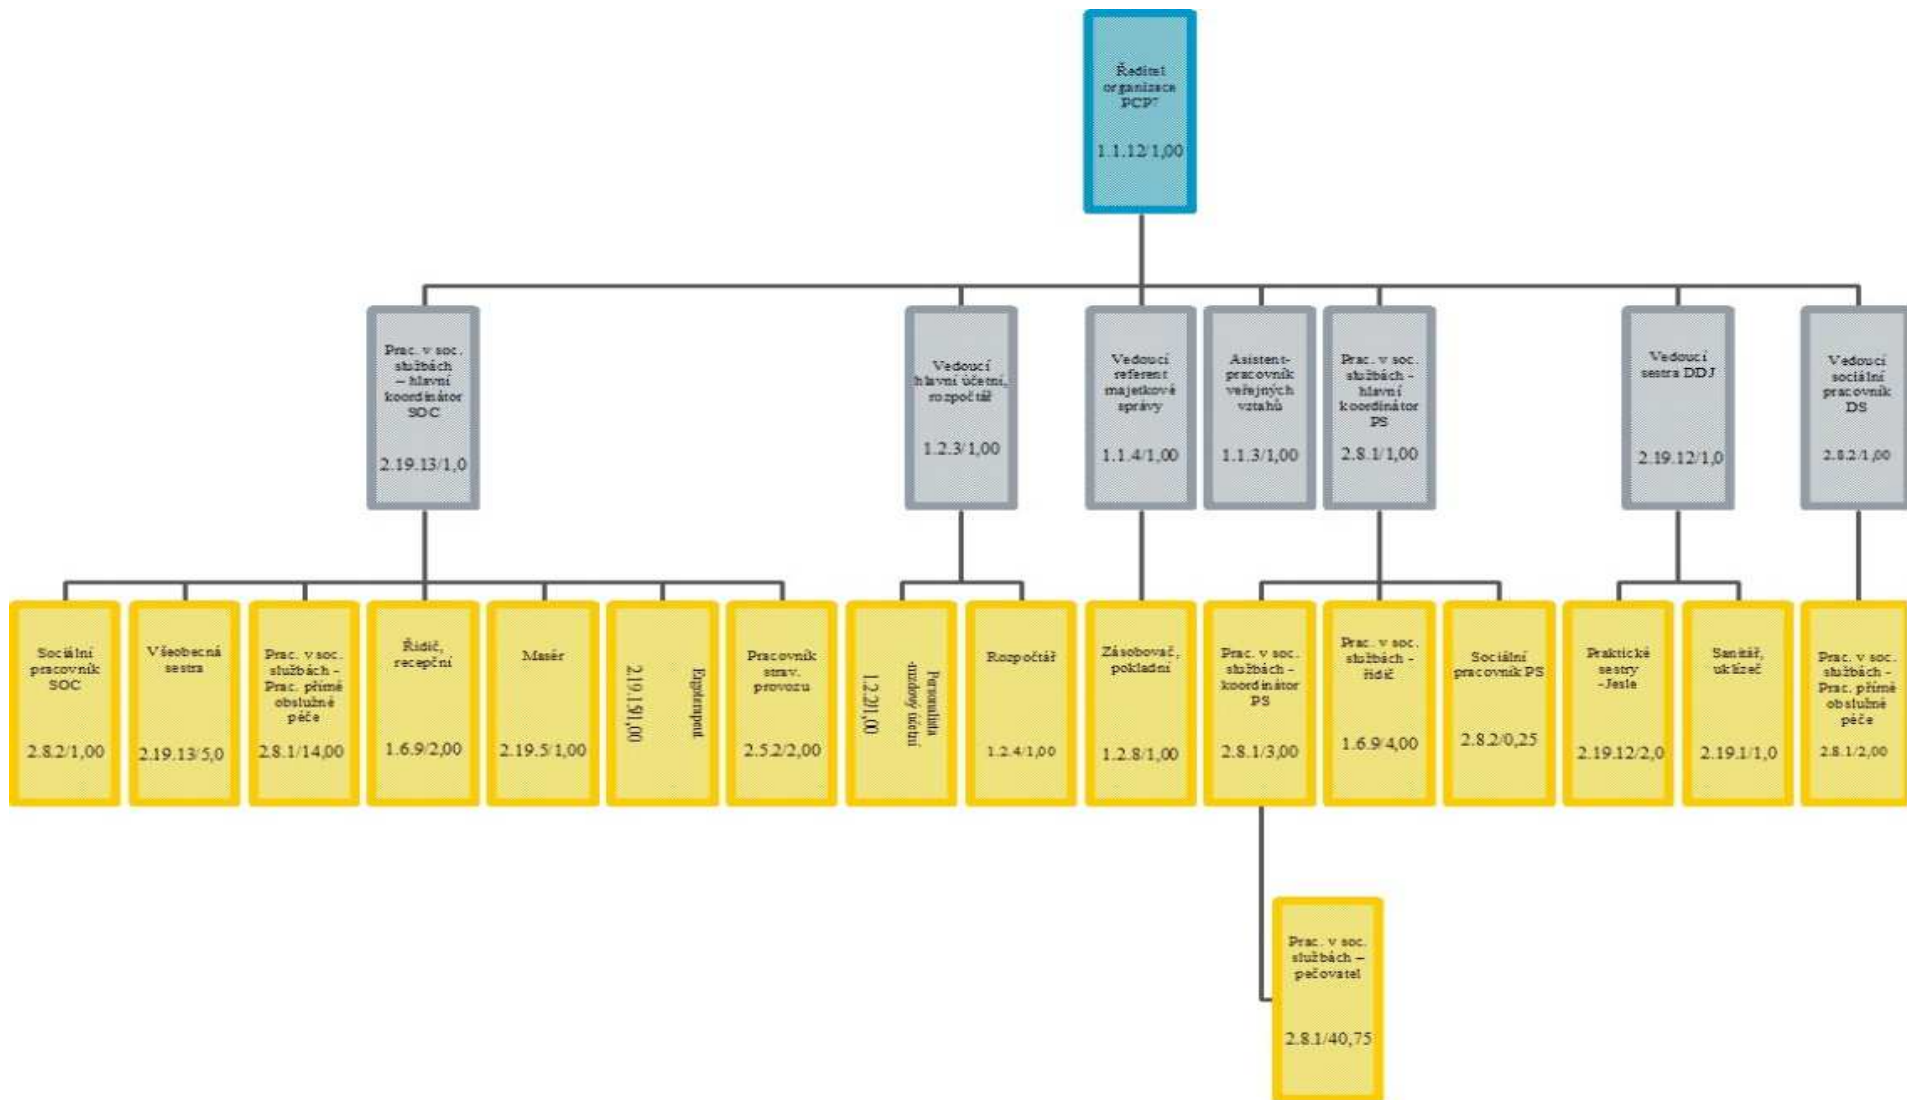 Ředitel
organizace
PCP7
1.1.12/1,00
Prac. v soc.
službách
– hlavní
koordinátor
SOC
2.19.13/1,0
Vedoucí
hlavní účetní,
rozpočtář
1.2.3/1,00
Vedoucí
referent
majetkové
správy
1.1.4/1,00
Asistent-
pracovník
veřejných
vztahů
1.1.3/1,00
Prac. v soc.
službách -
hlavní
koordinátor
PS
2.8.1/1,00
Vedoucí
sestra DDJ
2.19.12/1,0
Vedoucí
sociální
pracovník
DS
2.8.2/1,00
Sociální
pracovník
SOC
2.8.2/1,00
Všeobecná
sestra
2.19.13/5,0
Prac. v soc.
službách -
Prac. přímé
obslužné
péče
2.8.1/14,00
Řidič,
recepční
1.6.9/2,00
Masér
2.19.5/1,00
Ergoterapeut
2.19.1.9/1,00
Pracovník
strav.
provozu
2.5.2/2,00
Personalista
-mzdový účetní
1.2.2/1,00
Rozpočtář
1.2.4/1,00
Zásobovač,
pokladní
1.2.8/1,00
Prac. v soc.
službách -
koordinátor
PS
2.8.1/3,00
Prac. v soc.
službách -
řidič
1.6.9/4,00
Sociální
pracovník PS
2.8.2/0,25
Praktické
sestry
-Jesle
2.19.12/2,0
Sanitář,
uklízeč
2.19.1/1,0
Prac. v soc.
službách -
Prac. přímé
obslužné
péče
2.8.1/2,00
Prac. v soc.
službách –
pečovatel
2.8.1/40,75